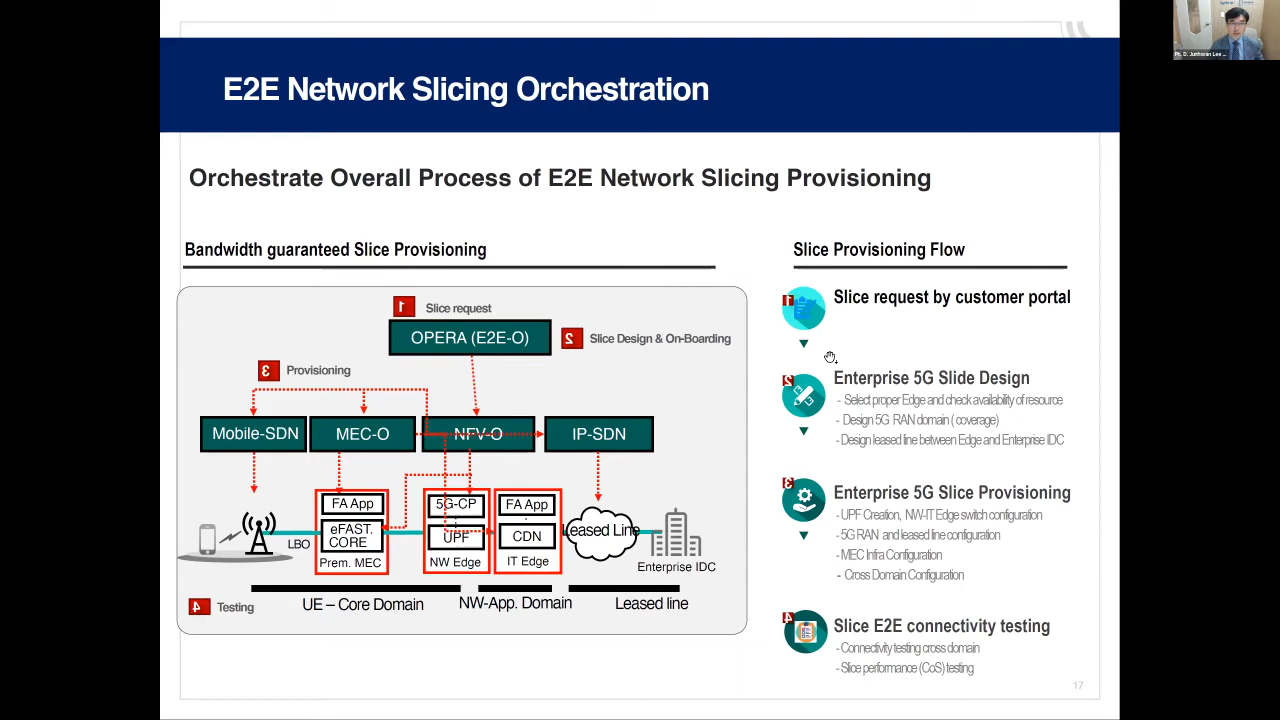 Ph. D. Junhwan Lee ...
E2E Network Slicing Orchestration
Orchestrate Overall Process of E2E Network Slicing Provisioning
Bandwidth guaranteed Slice Provisioning
1 Slice request
OPERA (E2E-O)
2 Slice Design & On-Boarding
3 Provisioning
Mobile-SDN
MEC-O
NFV-O
IP-SDN
FA App
eFAST.
CORE
Prem. MEC
5G-CP
UPF
NW Edge
FA App
CDN
IT Edge
LBO
Leased Line
Enterprise IDC
4 Testing
UE – Core Domain
NW-App. Domain
Leased line
Slice Provisioning Flow
1
Slice request by customer portal
2
Enterprise 5G Slide Design
- Select proper Edge and check availability of resource
- Design 5G RAN domain ( coverage)
- Design leased line between Edge and Enterprise IDC
3
Enterprise 5G Slice Provisioning
- UPF Creation, NW-IT Edge switch configuration
- 5G RAN and leased line configuration
- MEC Infra Configuration
- Cross Domain Configuration
4
Slice E2E connectivity testing
- Connectivity testing cross domain
- Slice performance (CoS) testing
17